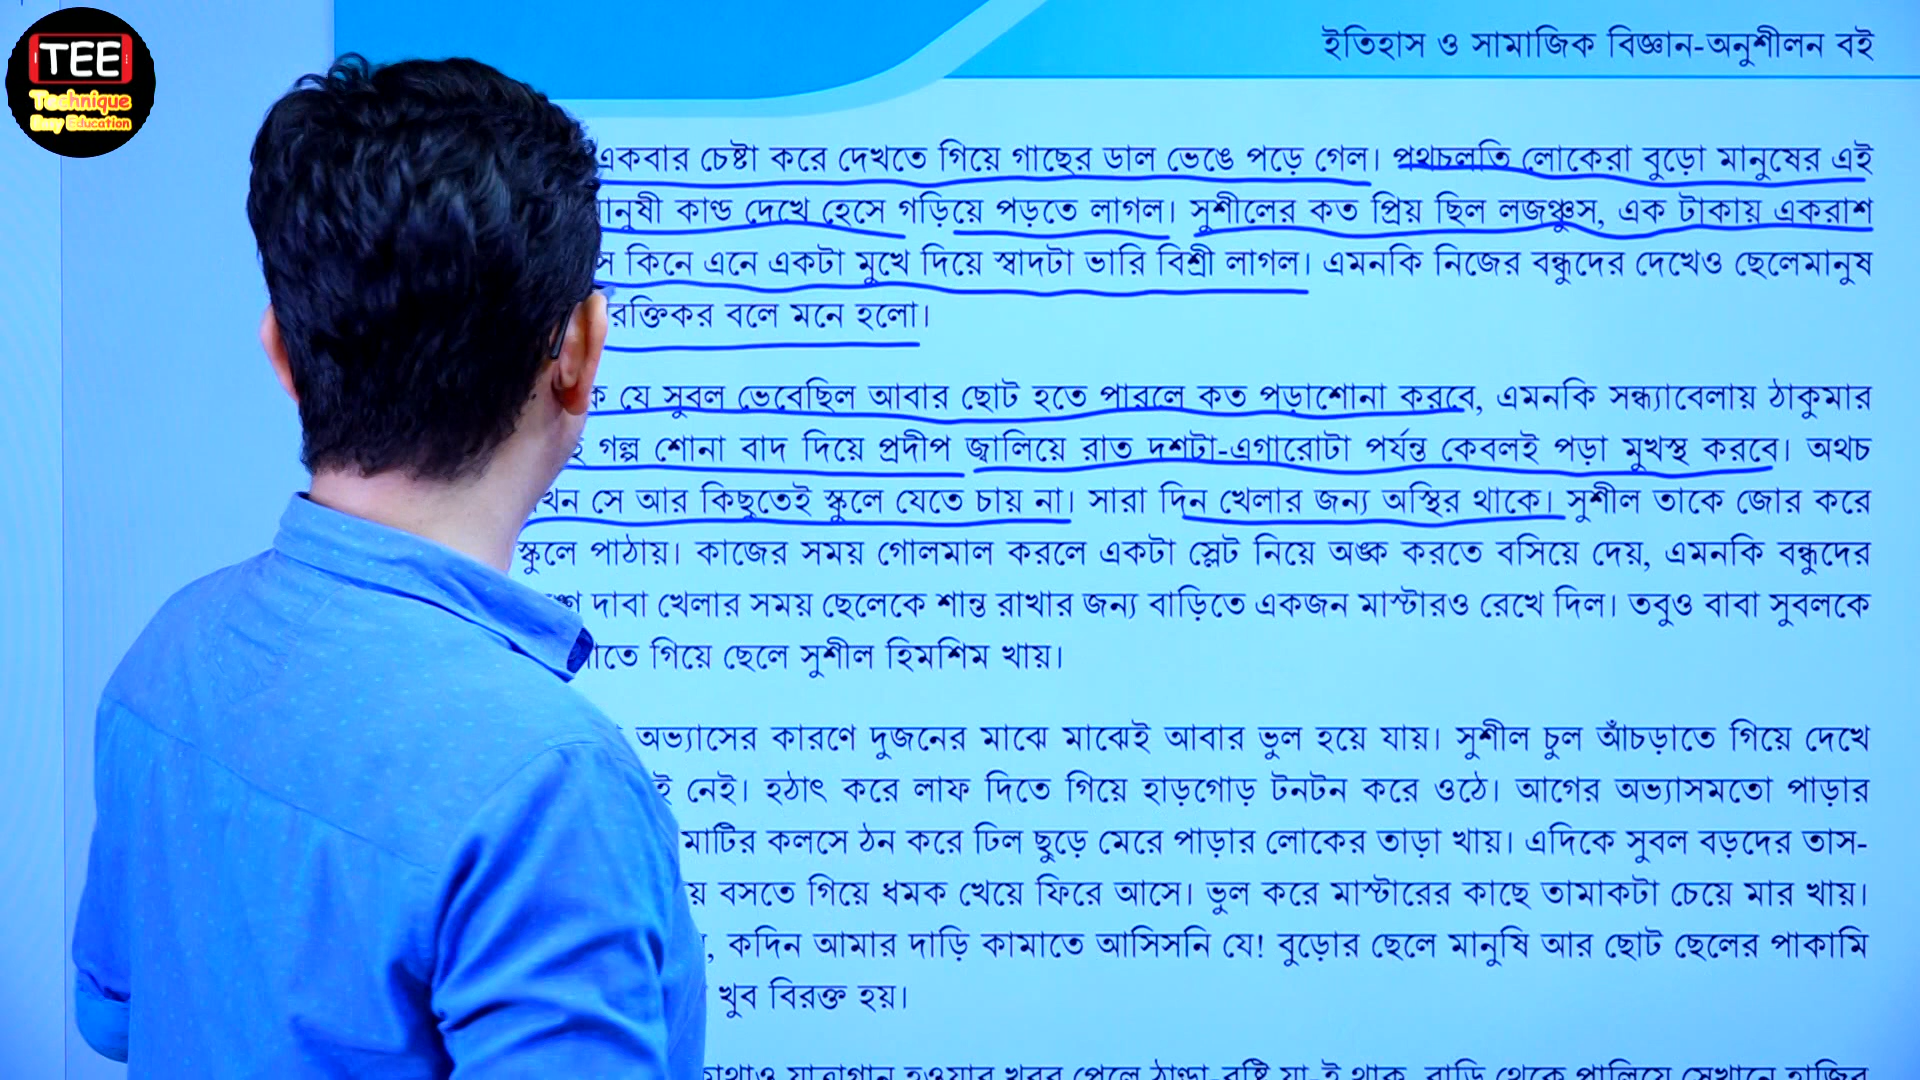 TEE
Technique
Easy Education
ইতিহাস ও সামাজিক বিজ্ঞান-অনুশীলন বই
একবার চেষ্টা করে দেখতে গিয়ে গাছের ডাল ভেঙে পড়ে গেল। পথচলতি লোকেরা বুড়ো মানুষের এই
কাণ্ড দেখে হেসে গড়িয়ে পড়তে লাগল। সুশীলের কত প্রিয় ছিল লজঞ্চুস, এক টাকায় একরাশ
কিনে এনে একটা মুখে দিয়ে স্বাদটা ভারি বিশ্রী লাগল। এমনকি নিজের বন্ধুদের দেখেও ছেলেমানুষ
বলে মনে হলো।
যে সুবল ভেবেছিল আবার ছোট হতে পারলে কত পড়াশোনা করবে, এমনকি সন্ধ্যাবেলায় ঠাকুমার
গল্প শোনা বাদ দিয়ে প্রদীপ জ্বালিয়ে রাত দশটা-এগারোটা পর্যন্ত কেবলই পড়া মুখস্থ করবে। অথচ
সে আর কিছুতেই স্কুলে যেতে চায় না। সারা দিন খেলার জন্য অস্থির থাকে। সুশীল তাকে জোর করে
স্কুলে পাঠায়। কাজের সময় গোলমাল করলে একটা স্লেট নিয়ে অঙ্ক করতে বসিয়ে দেয়, এমনকি বন্ধুদের
দাবা খেলার সময় ছেলেকে শান্ত রাখার জন্য বাড়িতে একজন মাস্টারও রেখে দিল। তবুও বাবা সুবলকে
গিয়ে ছেলে সুশীল হিমশিম খায়।
অভ্যাসের কারণে দুজনের মাঝে মাঝেই আবার ভুল হয়ে যায়। সুশীল চুল আঁচড়াতে গিয়ে দেখে
নেই। হঠাৎ করে লাফ দিতে গিয়ে হাড়গোড় টনটন করে ওঠে। আগের অভ্যাসমতো পাড়ার
মাটির কলসে ঠন করে ঢিল ছুড়ে মেরে পাড়ার লোকের তাড়া খায়। এদিকে সুবল বড়দের তাস-
বসতে গিয়ে ধমক খেয়ে ফিরে আসে। ভুল করে মাস্টারের কাছে তামাকটা চেয়ে মার খায়।
, কদিন আমার দাড়ি কামাতে আসিসনি যে! বুড়োর ছেলে মানুষি আর ছোট ছেলের পাকামি
খুব বিরক্ত হয়।